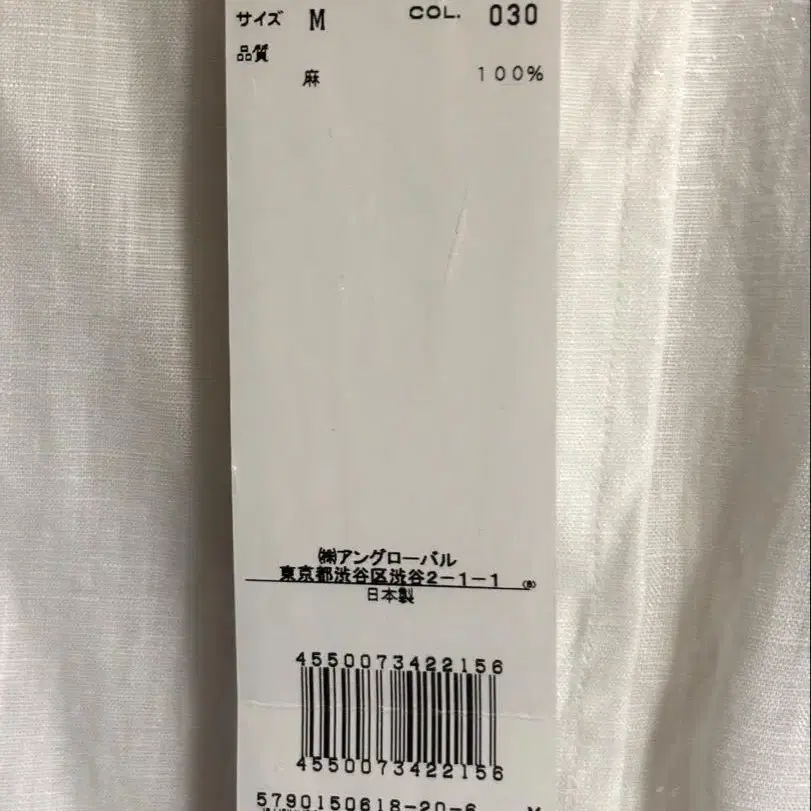 サイズ M COL. 030
品質
麻 100%
㈱アングローバル
東京都渋谷区渋谷2-1-1 (B)
日本製
4550073422156
4550073422156
5790150618-20-6 M